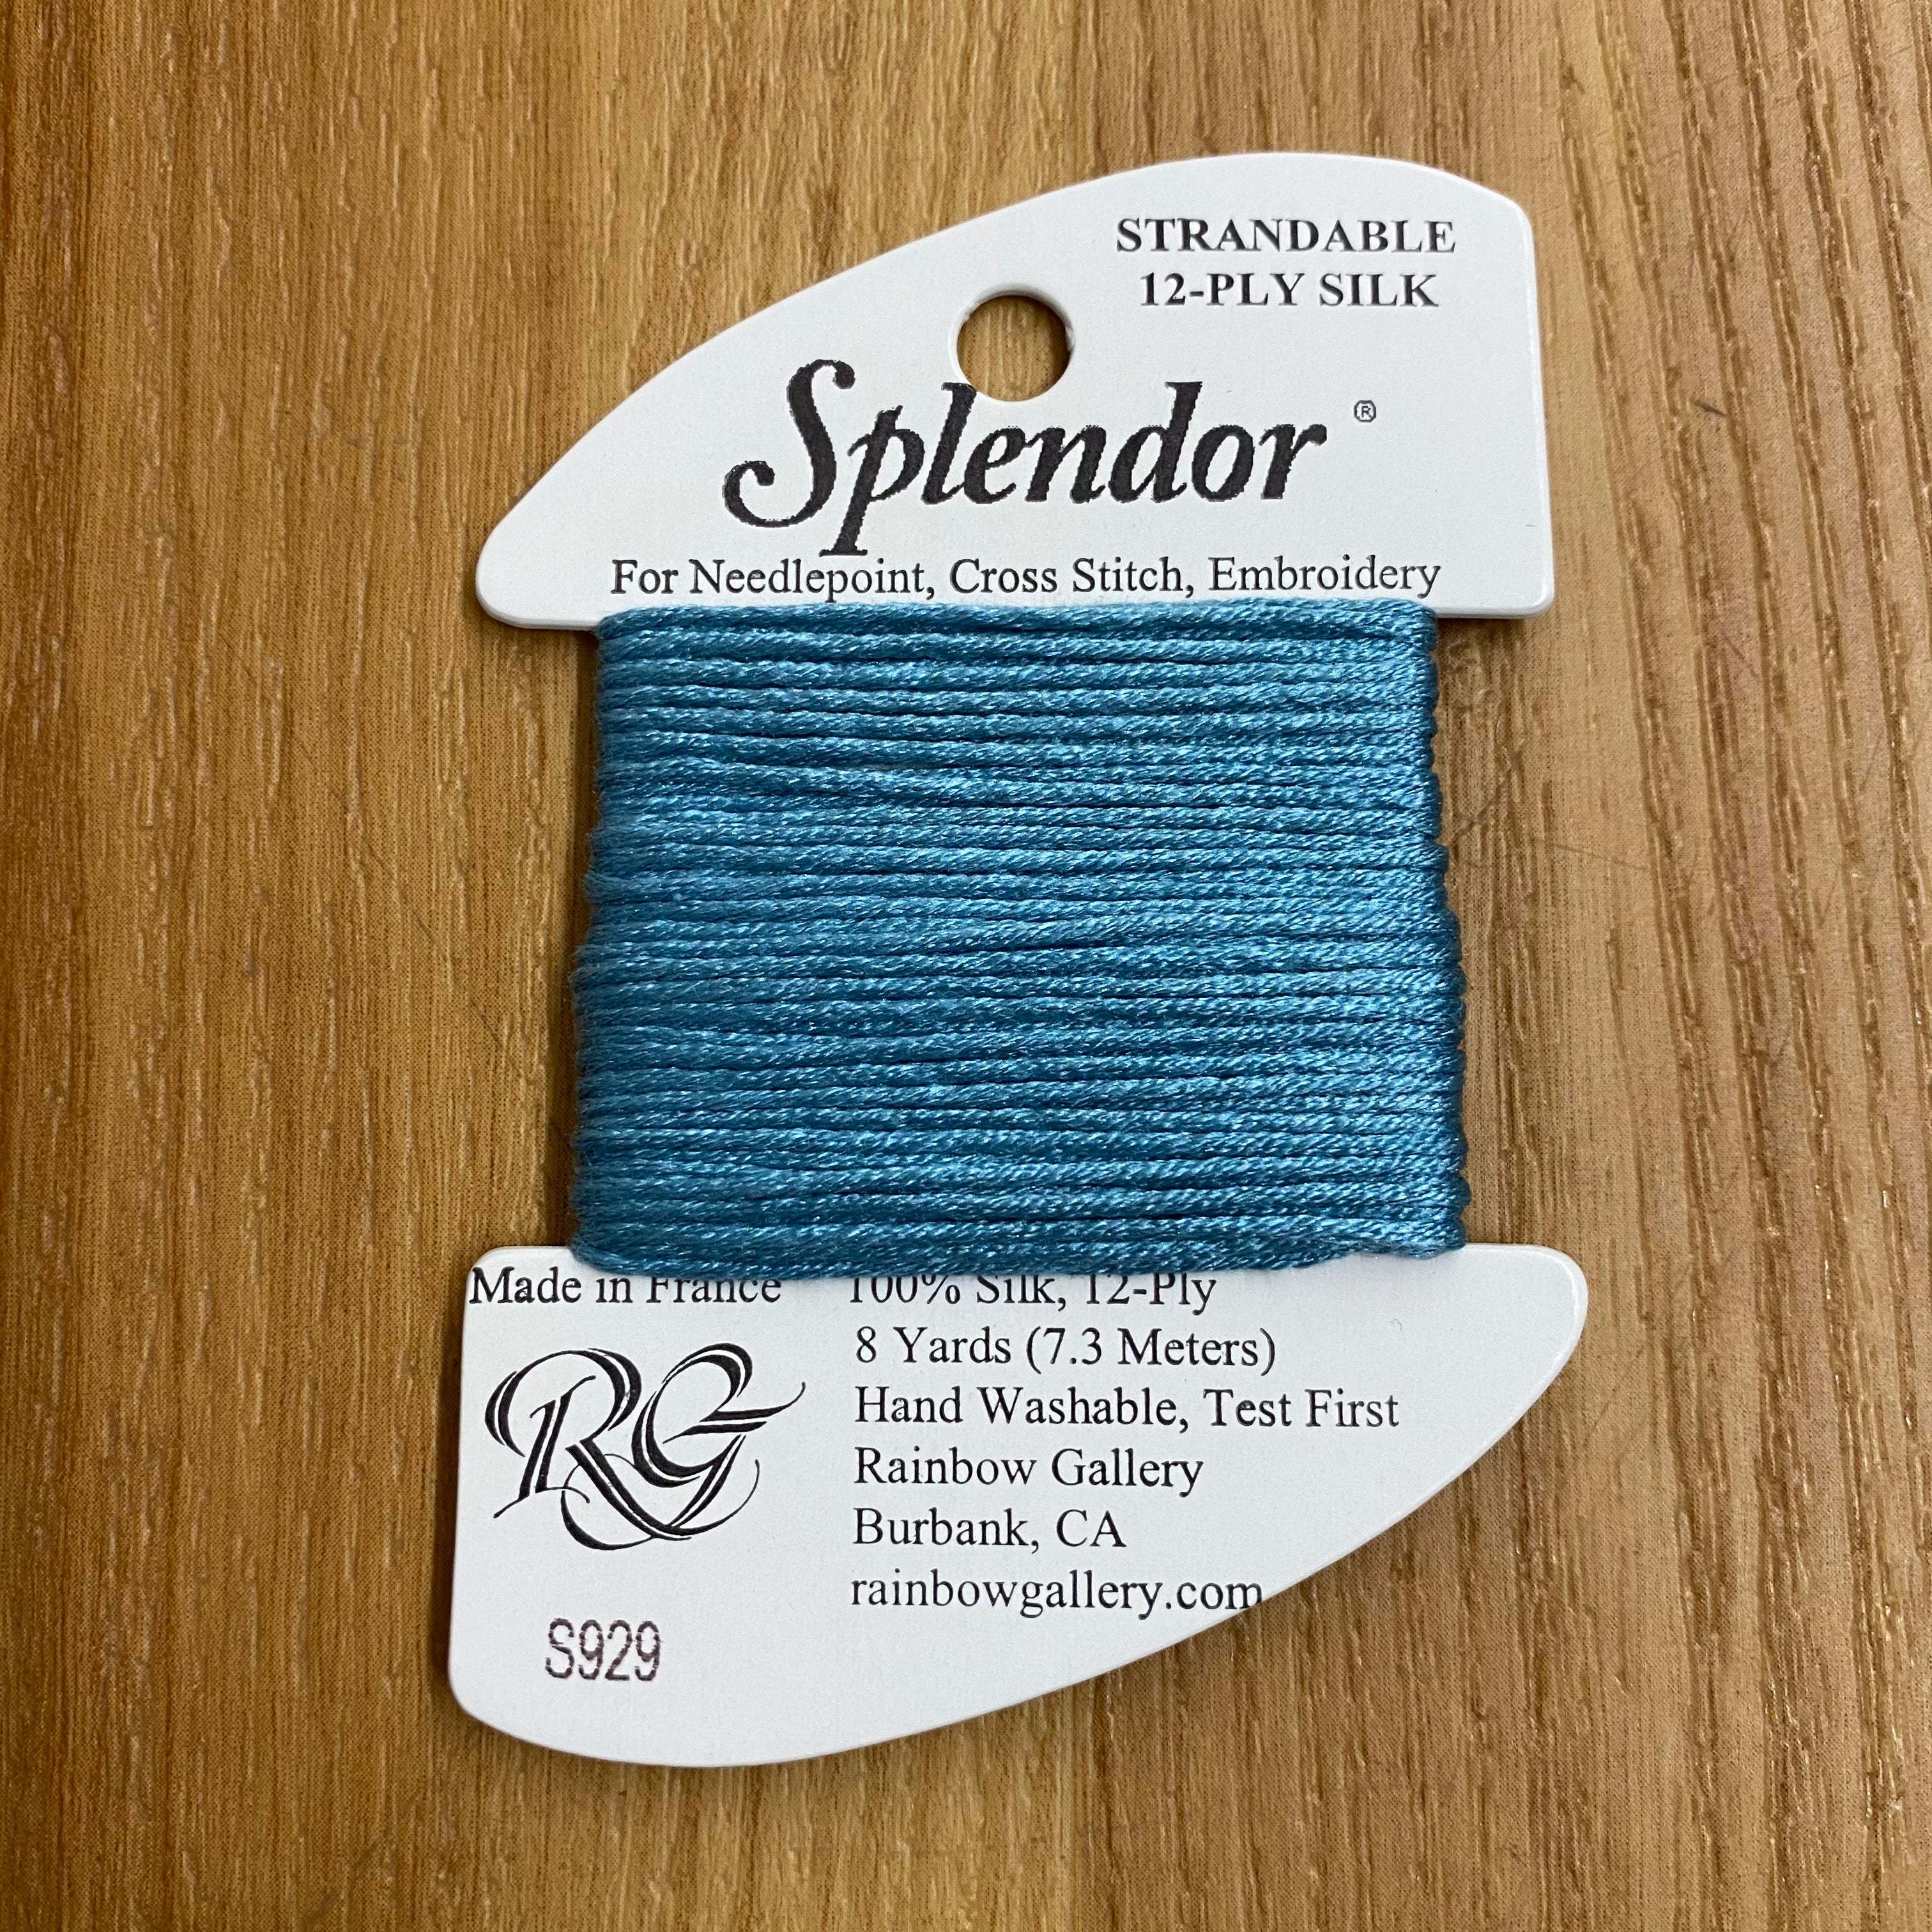 STRANDABLE
12-PLY SILK
Splendor ®
For Needlepoint, Cross Stitch, Embroidery
Made in France
RG
S929
100% Silk, 12-Ply
8 Yards (7.3 Meters)
Hand Washable, Test First
Rainbow Gallery
Burbank, CA
rainbowgallery.com